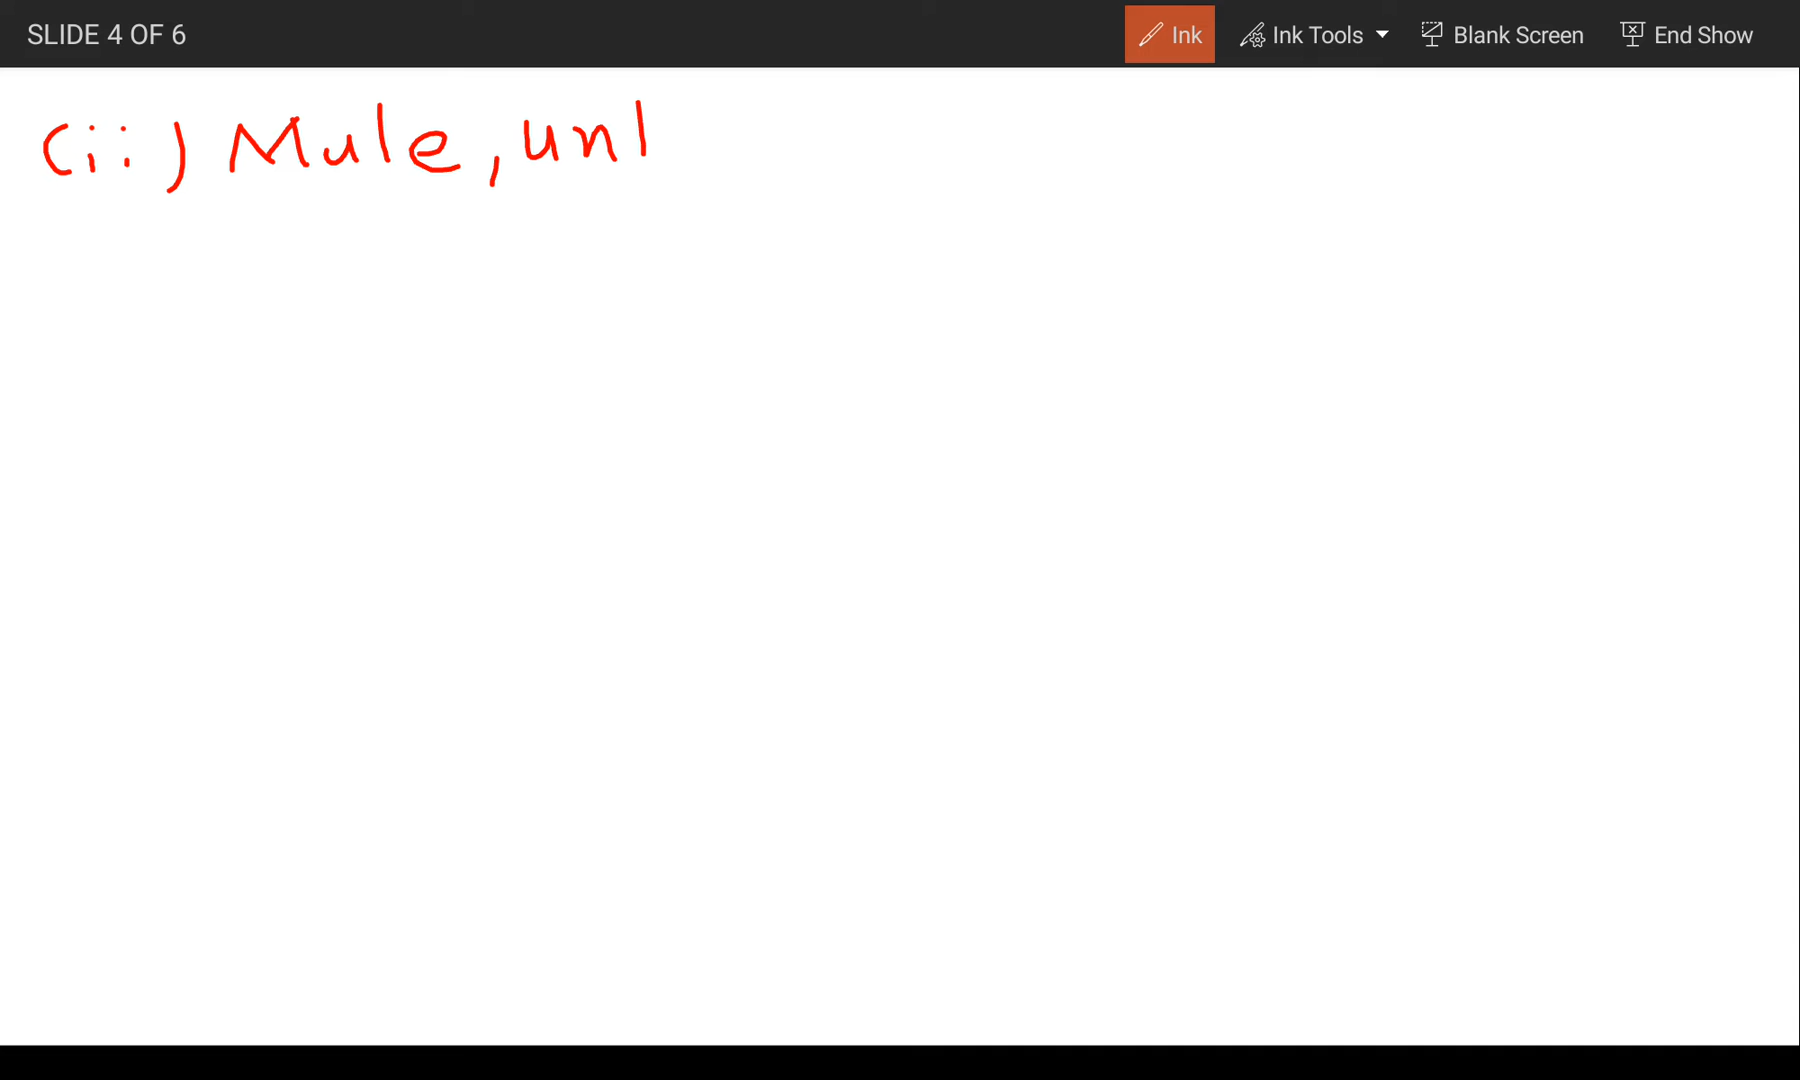 SLIDE 4 OF 6 Ink Ink Tools Blank Screen End Show
(ii) Mule, unl